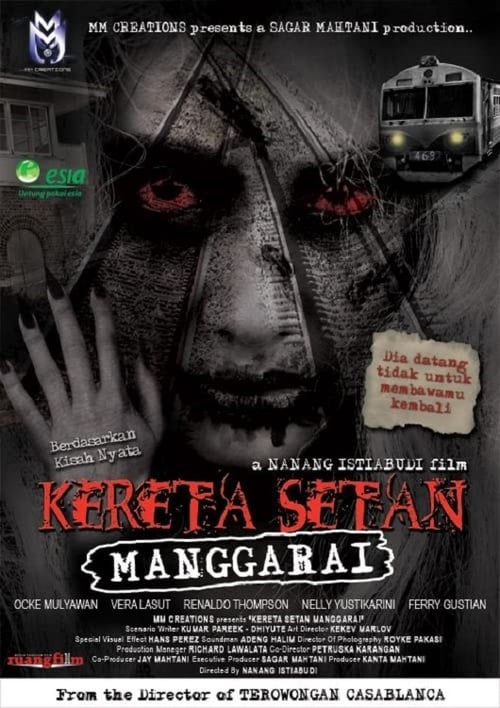 MM CREATIONS presents a SAGAR MAHTANI production..
MM CREATIONS
esia
Untung pakai esia
469
Dia datang
tidak untuk
membawamu
kembali
Berdasarkan
Kisah Nyata
a NANANG ISTIABUDI film
KERETA SETAN
MANGGARAI
OCKE MULYAWAN VERA LASUT RENALDO THOMPSON NELLY YUSTIKARINI FERRY GUSTIAN
MM CREATIONS presents "KERETA SETAN MANGGARAI"
Scenario Writer KUMAR PAREEK - DHIYUTE Art Director KEKEV MARLOV
Special Visual Effect HANS PEREZ Soundman ADENG HALIM Director Of Photography ROYKE PAKASI
Production Manager RICHARD LAWALATA Co-Director PETRUSKA KARANGAN
Co-Producer JAY MAHTANI Executive Producer SAGAR MAHTANI Producer KANTA MAHTANI
Directed By NANANG ISTIABUDI
ruangfilm
From the Director of TEROWONGAN CASABLANCA